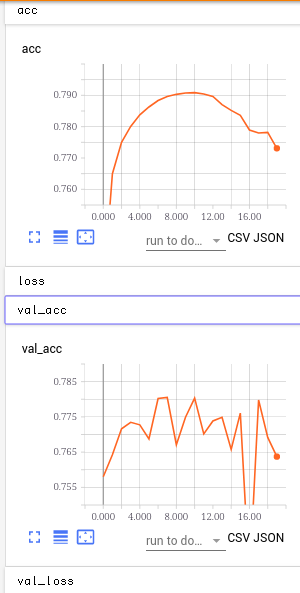 acc
acc
0.790
0.780
0.770
0.760
0.000 4.000 8.000 12.00 16.00
run to do... CSV JSON
loss
val_acc
val_acc
0.785
0.775
0.765
0.755
0.000 4.000 8.000 12.00 16.00
run to do... CSV JSON
val_loss